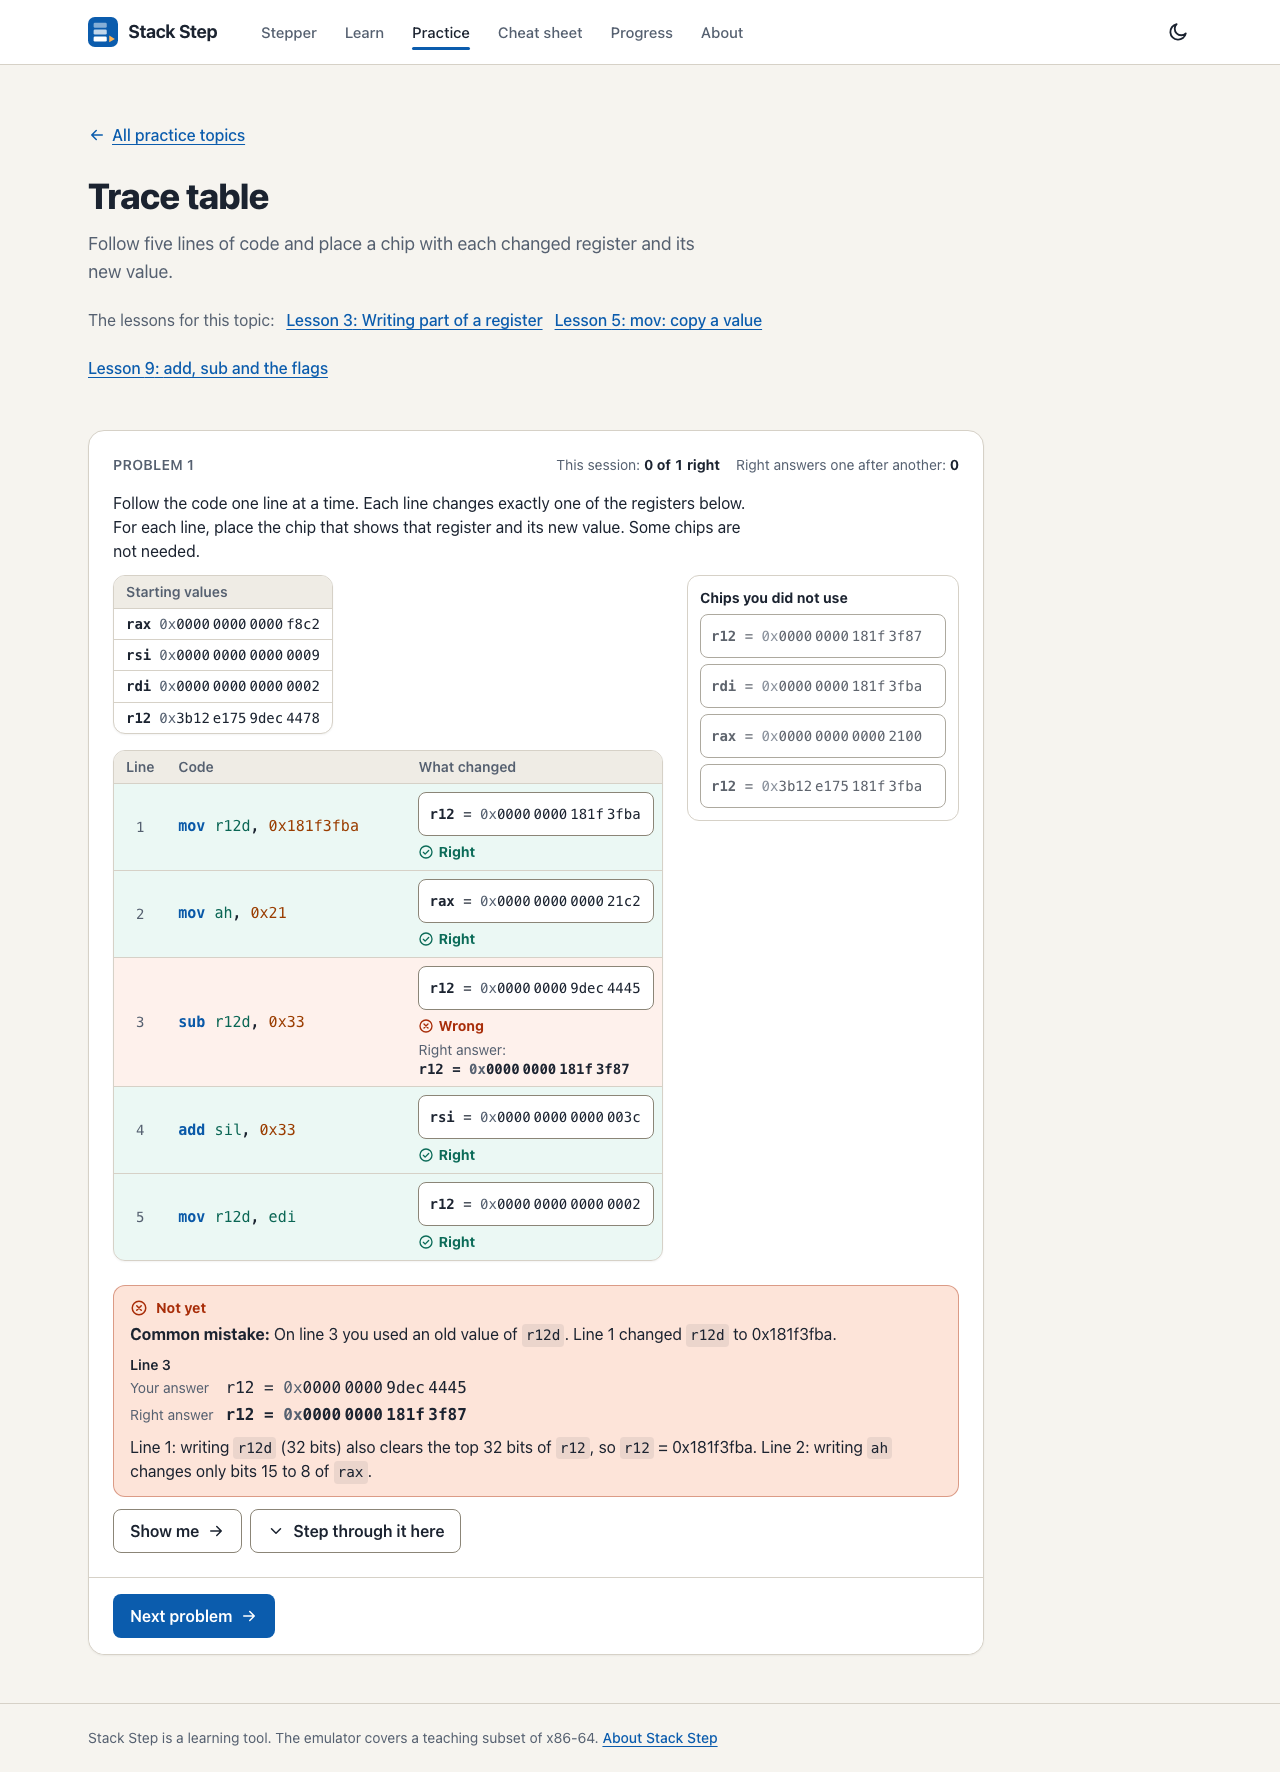 Stack Step
Stepper Learn Practice Cheat sheet Progress About
← All practice topics
Trace table
Follow five lines of code and place a chip with each changed register and its
new value.
The lessons for this topic: Lesson 3: Writing part of a register Lesson 5: mov: copy a value
Lesson 9: add, sub and the flags
PROBLEM 1
This session: 0 of 1 right Right answers one after another: 0
Follow the code one line at a time. Each line changes exactly one of the registers below.
For each line, place the chip that shows that register and its new value. Some chips are
not needed.
Starting values
rax 0x0000 0000 0000 f8c2
rsi 0x0000 0000 0000 0009
rdi 0x0000 0000 0000 0002
r12 0x3b12 e175 9dec 4478
Chips you did not use
r12 = 0x0000 0000 181f 3f87
rdi = 0x0000 0000 181f 3fba
rax = 0x0000 0000 0000 2100
r12 = 0x3b12 e175 181f 3fba
Line Code What changed
1 mov r12d, 0x181f3fba r12 = 0x0000 0000 181f 3fba
Right
2 mov ah, 0x21 rax = 0x0000 0000 0000 21c2
Right
3 sub r12d, 0x33 r12 = 0x0000 0000 9dec 4445
Wrong
Right answer:
r12 = 0x0000 0000 181f 3f87
4 add sil, 0x33 rsi = 0x0000 0000 0000 003c
Right
5 mov r12d, edi r12 = 0x0000 0000 0000 0002
Right
Not yet
Common mistake: On line 3 you used an old value of r12d. Line 1 changed r12d to 0x181f3fba.
Line 3
Your answer r12 = 0x0000 0000 9dec 4445
Right answer r12 = 0x0000 0000 181f 3f87
Line 1: writing r12d (32 bits) also clears the top 32 bits of r12, so r12 = 0x181f3fba. Line 2: writing ah
changes only bits 15 to 8 of rax.
Show me → Step through it here
Next problem →
Stack Step is a learning tool. The emulator covers a teaching subset of x86-64. About Stack Step